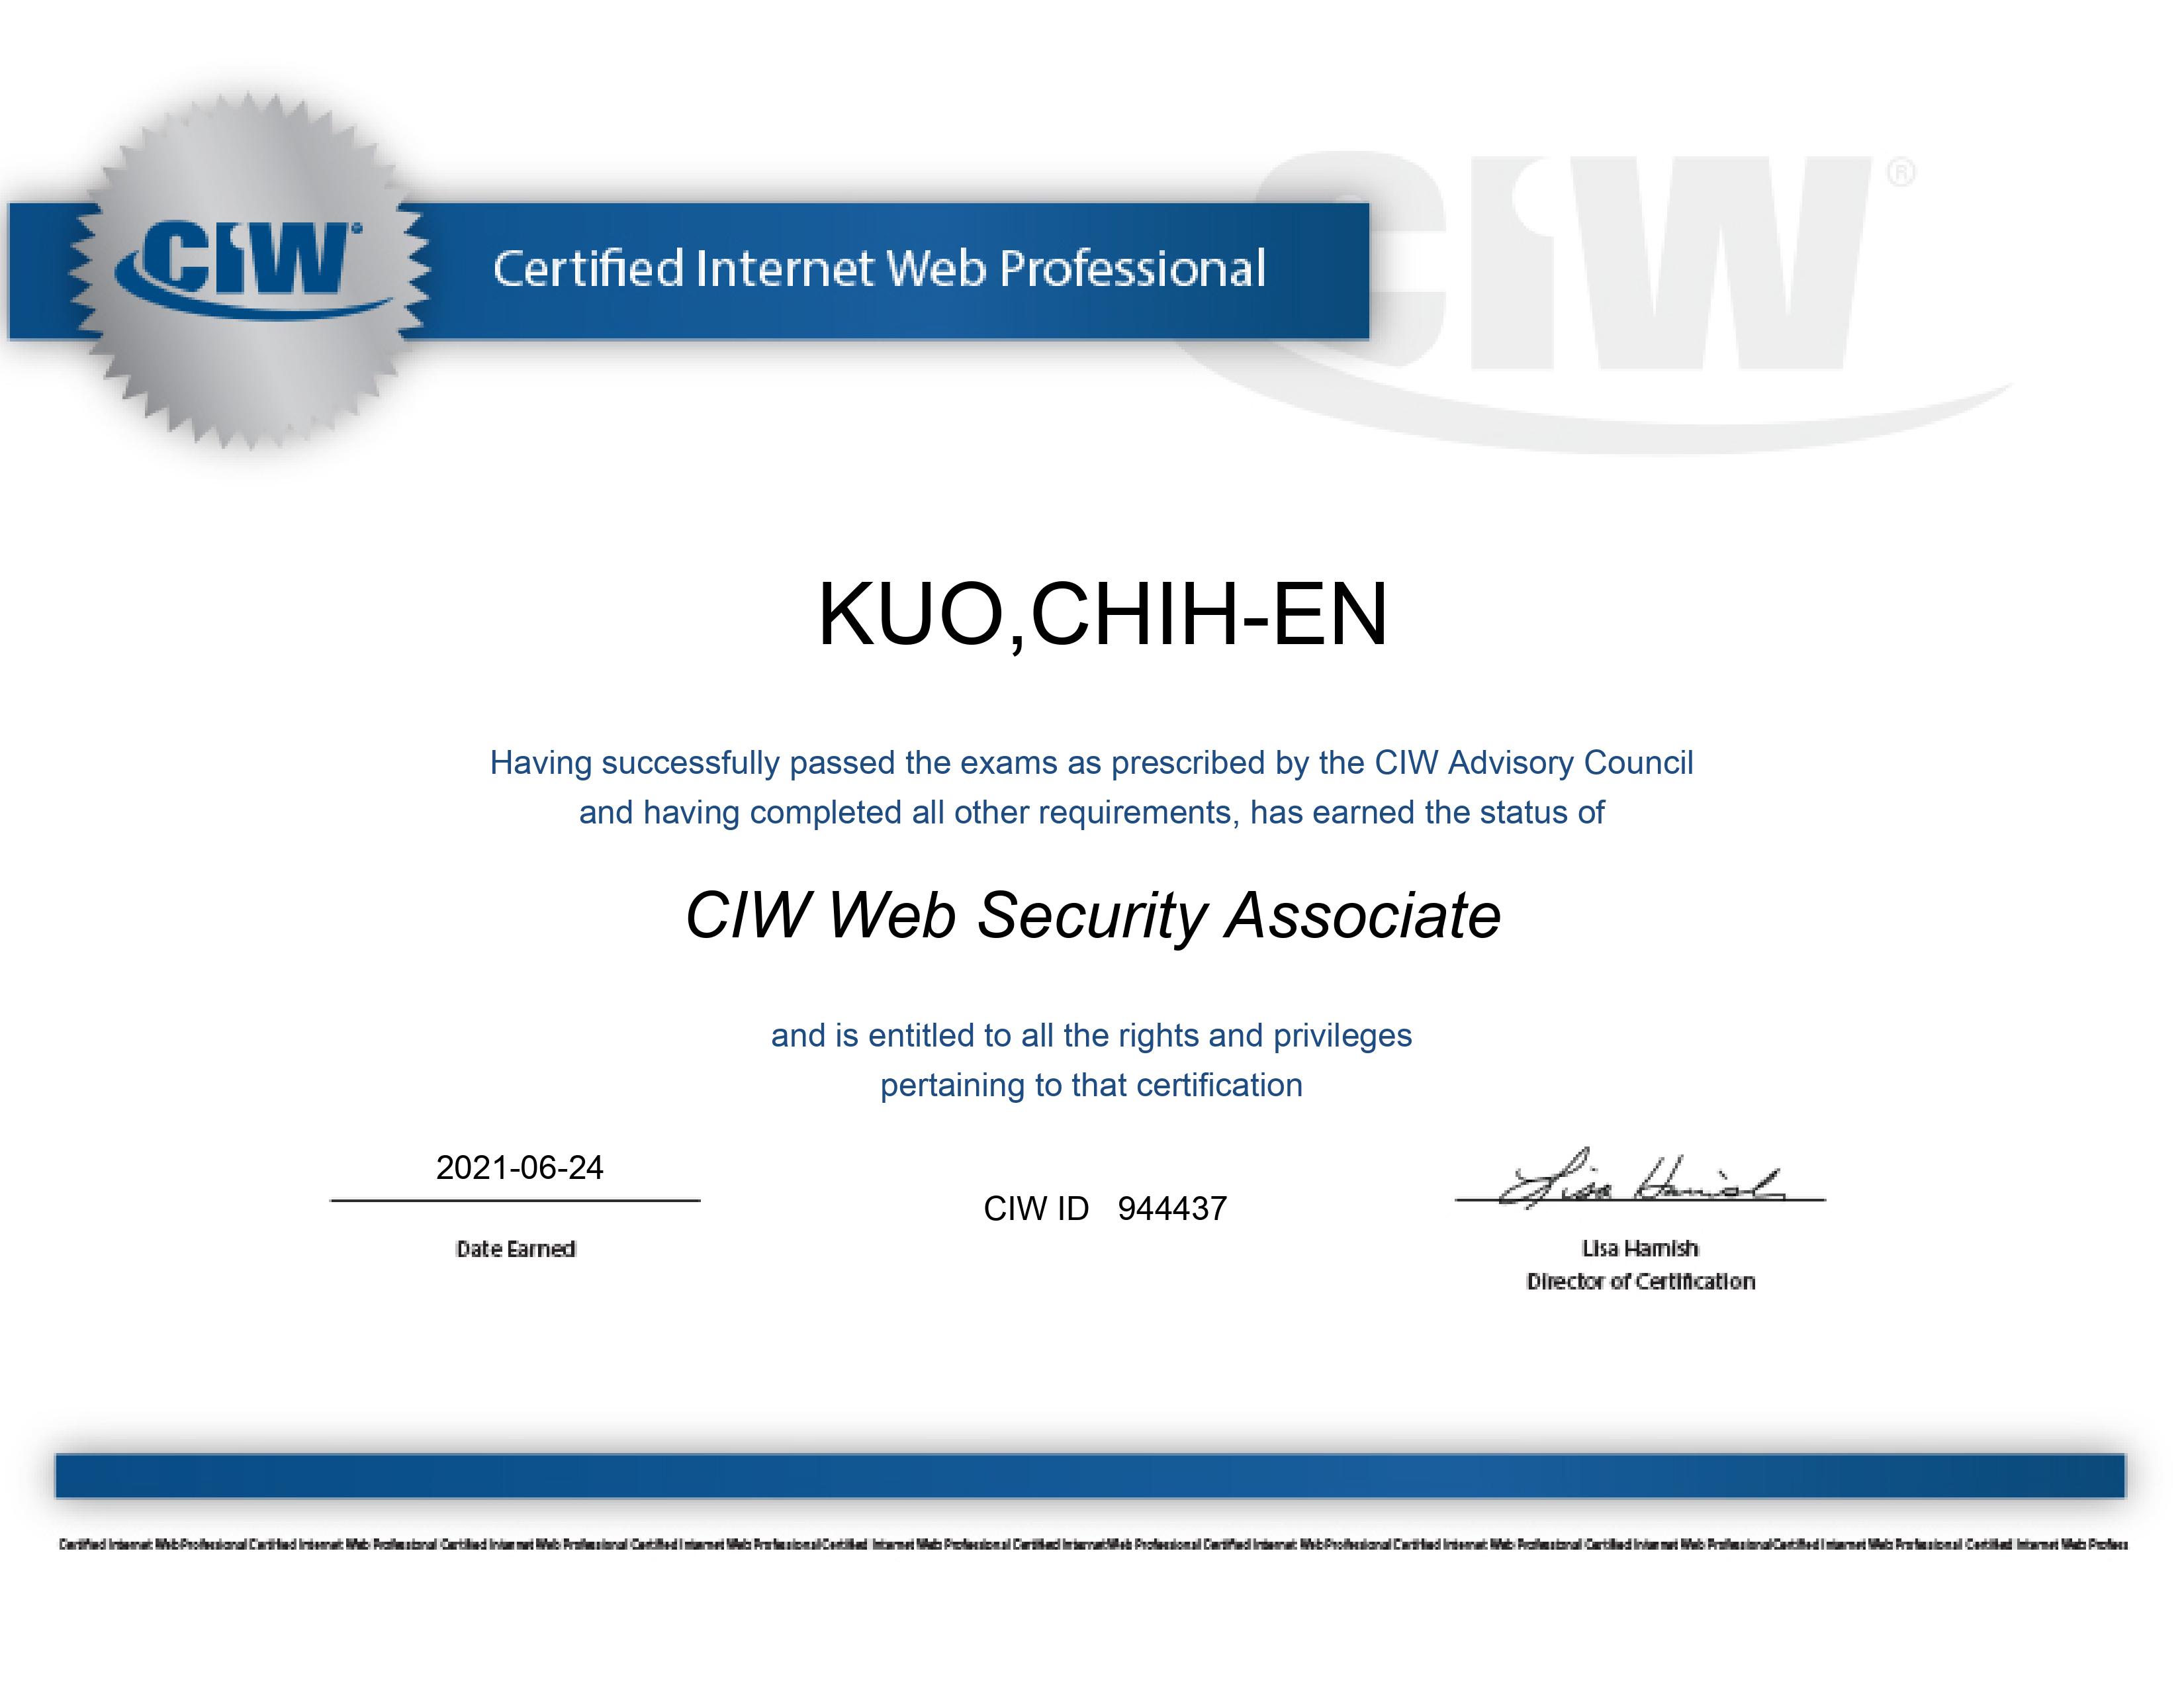 CIW®
CIW
Certified Internet Web Professional
KUO,CHIH-EN
Having successfully passed the exams as prescribed by the CIW Advisory Council
and having completed all other requirements, has earned the status of
CIW Web Security Associate
and is entitled to all the rights and privileges
pertaining to that certification
2021-06-24
Lisa Harnish
CIW ID 944437
Date Earned
Lisa Harnish
Director of Certification
Certified Internet Web Professional Certified Internet Web Professional Certified Internet Web Professional Certified Internet Web Professional Certified Internet Web Professional Certified Internet Web Professional Certified Internet Web Professional Certified Internet Web Professional Certified Internet Web Professional Certified Internet Web Professional Certified Internet Web Profess